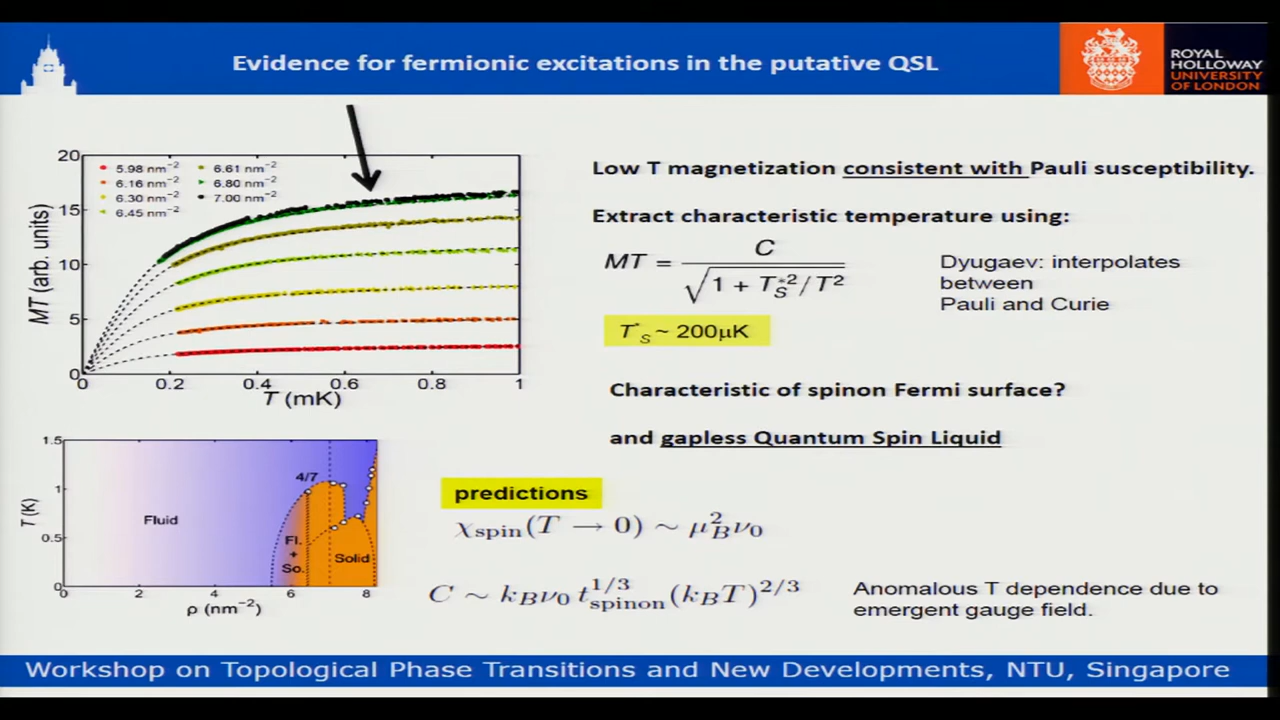 Evidence for fermionic excitations in the putative QSL
ROYAL
HOLLOWAY
UNIVERSITY
OF LONDON
20
15
10
5
0
MT (arb. units)
5.98 nm⁻²
6.16 nm⁻²
6.30 nm⁻²
6.45 nm⁻²
6.61 nm⁻²
6.80 nm⁻²
7.00 nm⁻²
0 0.2 0.4 0.6 0.8 1
T (mK)
Low T magnetization consistent with Pauli susceptibility.
Extract characteristic temperature using:
MT = C / √(1 + T_S*²/T²)
Dyugaev: interpolates
between
Pauli and Curie
T*_S ~ 200μK
Characteristic of spinon Fermi surface?
and gapless Quantum Spin Liquid
1.5
1
0.5
0
T (K)
4/7
Fluid
Fl.
+
So.
Solid
0 2 4 6 8
ρ (nm⁻²)
predictions
χ_spin(T → 0) ~ μ_B² ν₀
C ~ k_B ν₀ t_spinon^1/3 (k_B T)^2/3
Anomalous T dependence due to
emergent gauge field.
Workshop on Topological Phase Transitions and New Developments, NTU, Singapore